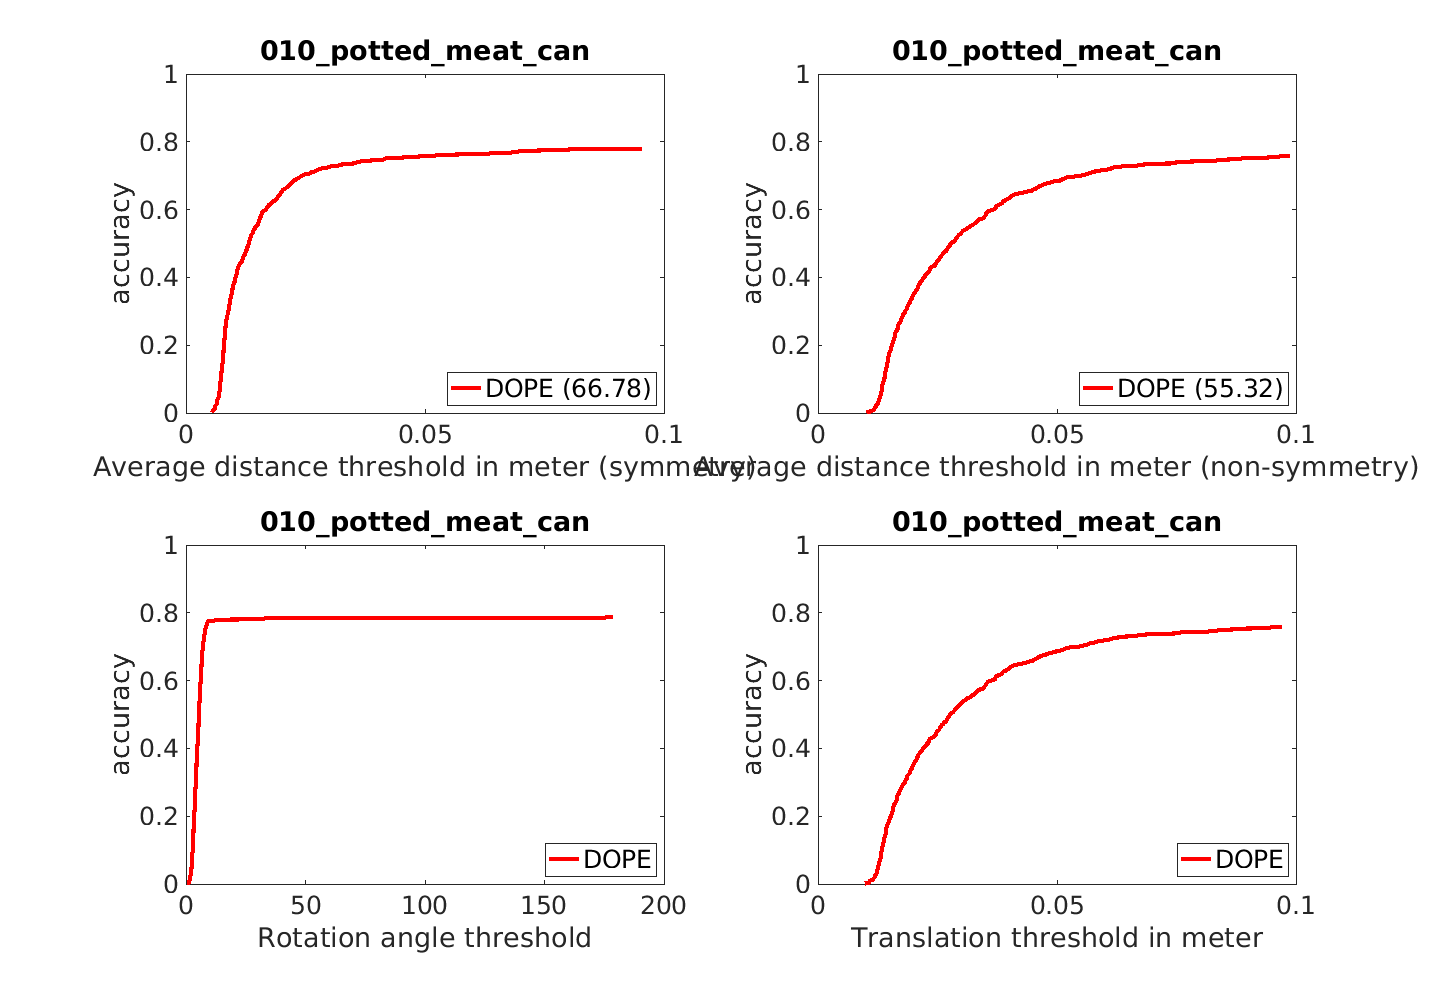 010_potted_meat_can
1
0.8
0.6
0.4
0.2
0
accuracy
DOPE (66.78)
0 0.05 0.1
Average distance threshold in meter (symmetry)
010_potted_meat_can
1
0.8
0.6
0.4
0.2
0
accuracy
DOPE (55.32)
0 0.05 0.1
Average distance threshold in meter (non-symmetry)
010_potted_meat_can
1
0.8
0.6
0.4
0.2
0
accuracy
DOPE
0 50 100 150 200
Rotation angle threshold
010_potted_meat_can
1
0.8
0.6
0.4
0.2
0
accuracy
DOPE
0 0.05 0.1
Translation threshold in meter